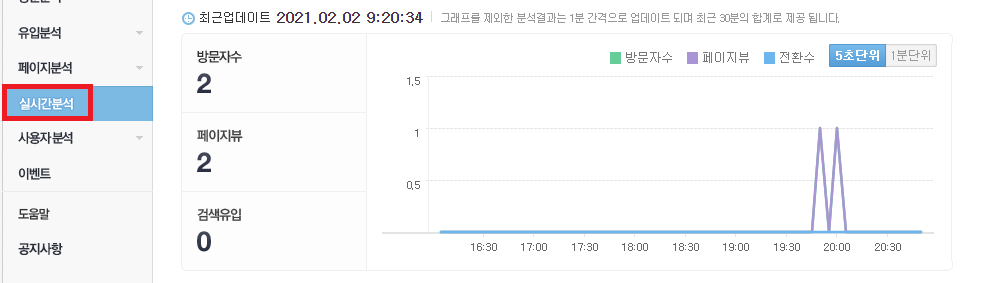 유입분석
페이지분석
실시간분석
사용자분석
이벤트
도움말
공지사항
최근업데이트 2021.02.02 9:20:34 그래프를 제외한 분석결과는 1분 간격으로 업데이트 되며 최근 30분의 합계로 제공 됩니다.
방문자수
2
페이지뷰
2
검색유입
0
방문자수 페이지뷰 전환수 5초단위 1분단위
1,5
1
0,5
16:30 17:00 17:30 18:00 18:30 19:00 19:30 20:00 20:30